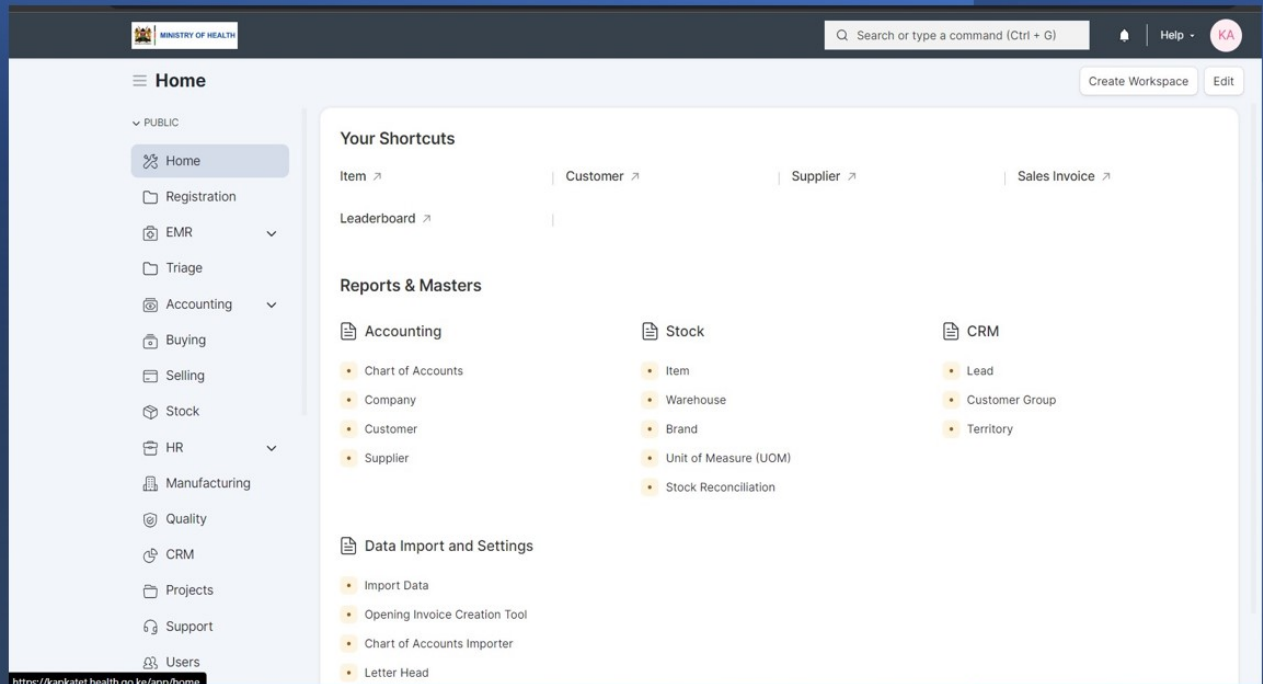 MINISTRY OF HEALTH
Search or type a command (Ctrl + G)
Help
KA
Home
Create Workspace
Edit
PUBLIC
Home
Registration
EMR
Triage
Accounting
Buying
Selling
Stock
HR
Manufacturing
Quality
CRM
Projects
Support
Users
Your Shortcuts
Item
Customer
Supplier
Sales Invoice
Leaderboard
Reports & Masters
Accounting
Chart of Accounts
Company
Customer
Supplier
Stock
Item
Warehouse
Brand
Unit of Measure (UOM)
Stock Reconciliation
CRM
Lead
Customer Group
Territory
Data Import and Settings
Import Data
Opening Invoice Creation Tool
Chart of Accounts Importer
Letter Head
https://kapkatet.health.go.ke/app/home